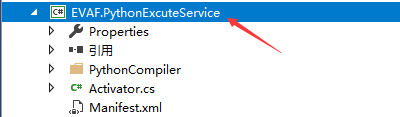 C# EVAF.PythonExcuteService
Properties
引用
PythonCompiler
C# Activator.cs
Manifest.xml